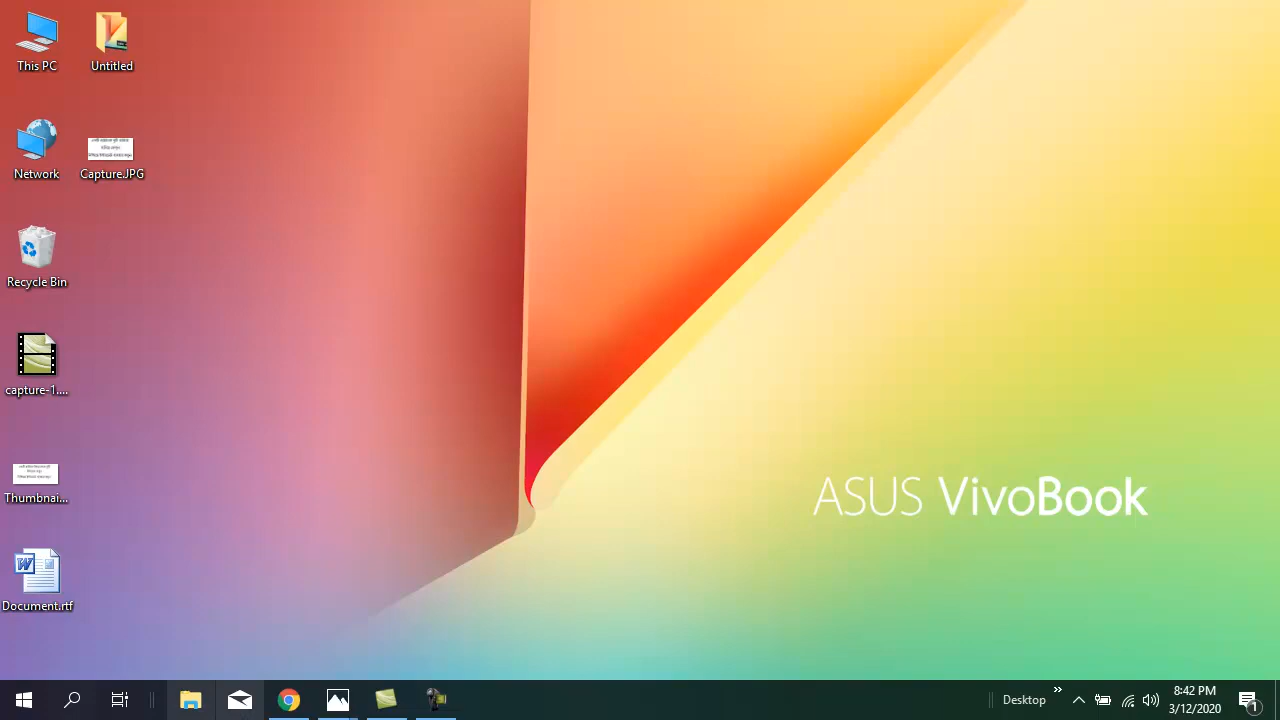 This PC
Untitled
Network
Capture.JPG
Recycle Bin
capture-1....
Thumbnai...
Document.rtf
ASUS VivoBook
Desktop
8:42 PM
3/12/2020
1